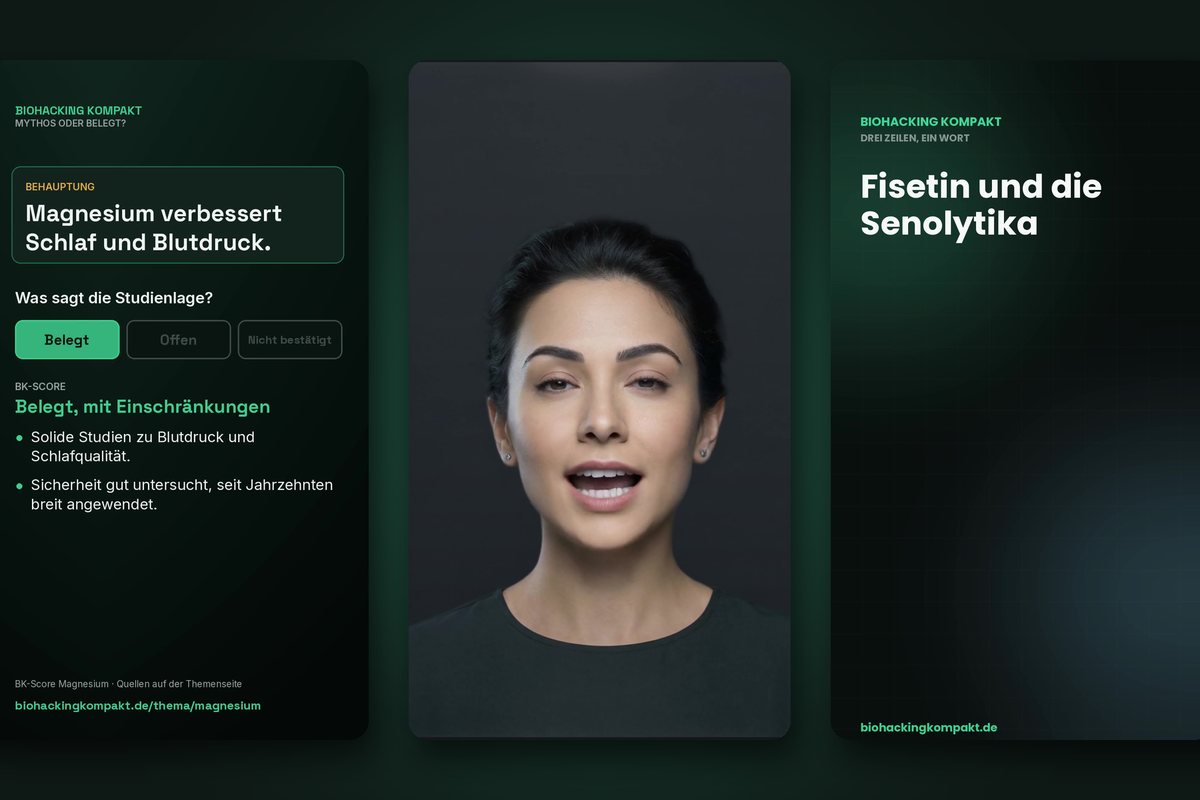 BIOHACKING KOMPAKT
MYTHOS ODER BELEGT?
BEHAUPTUNG
Magnesium verbessert
Schlaf und Blutdruck.
Was sagt die Studienlage?
Belegt
Offen
Nicht bestätigt
BK-SCORE
Belegt, mit Einschränkungen
• Solide Studien zu Blutdruck und
Schlafqualität.
• Sicherheit gut untersucht, seit Jahrzehnten
breit angewendet.
BK-Score Magnesium · Quellen auf der Themenseite
biohackingkompakt.de/thema/magnesium
BIOHACKING KOMPAKT
DREI ZEILEN, EIN WORT
Fisetin und die
Senolytika
biohackingkompakt.de